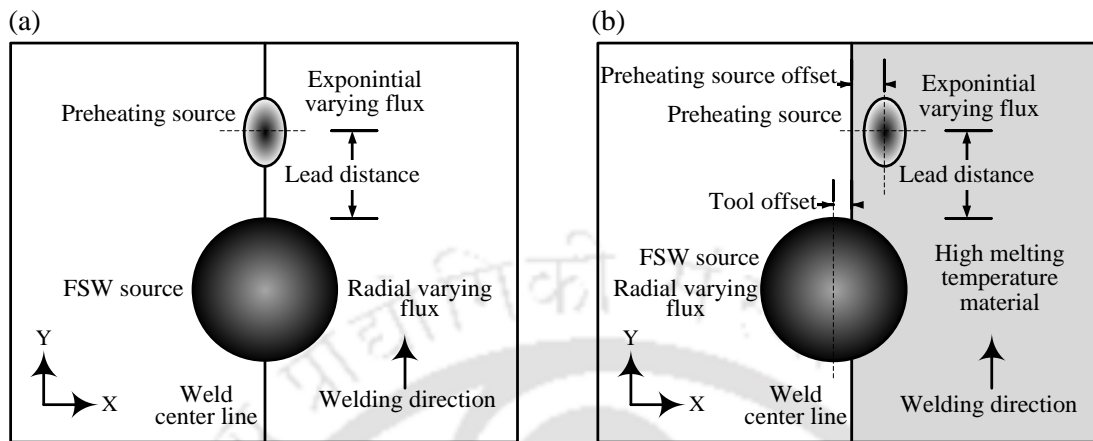 (a)
Exponintial
varying flux
Preheating source
Lead distance
FSW source
Radial varying
flux
Y
X
Weld
center line
Welding direction
(b)
Preheating source offset
Exponintial
varying flux
Preheating source
Lead distance
Tool offset
FSW source
Radial varying
flux
High melting
temperature
material
Y
X
Weld
center line
Welding direction